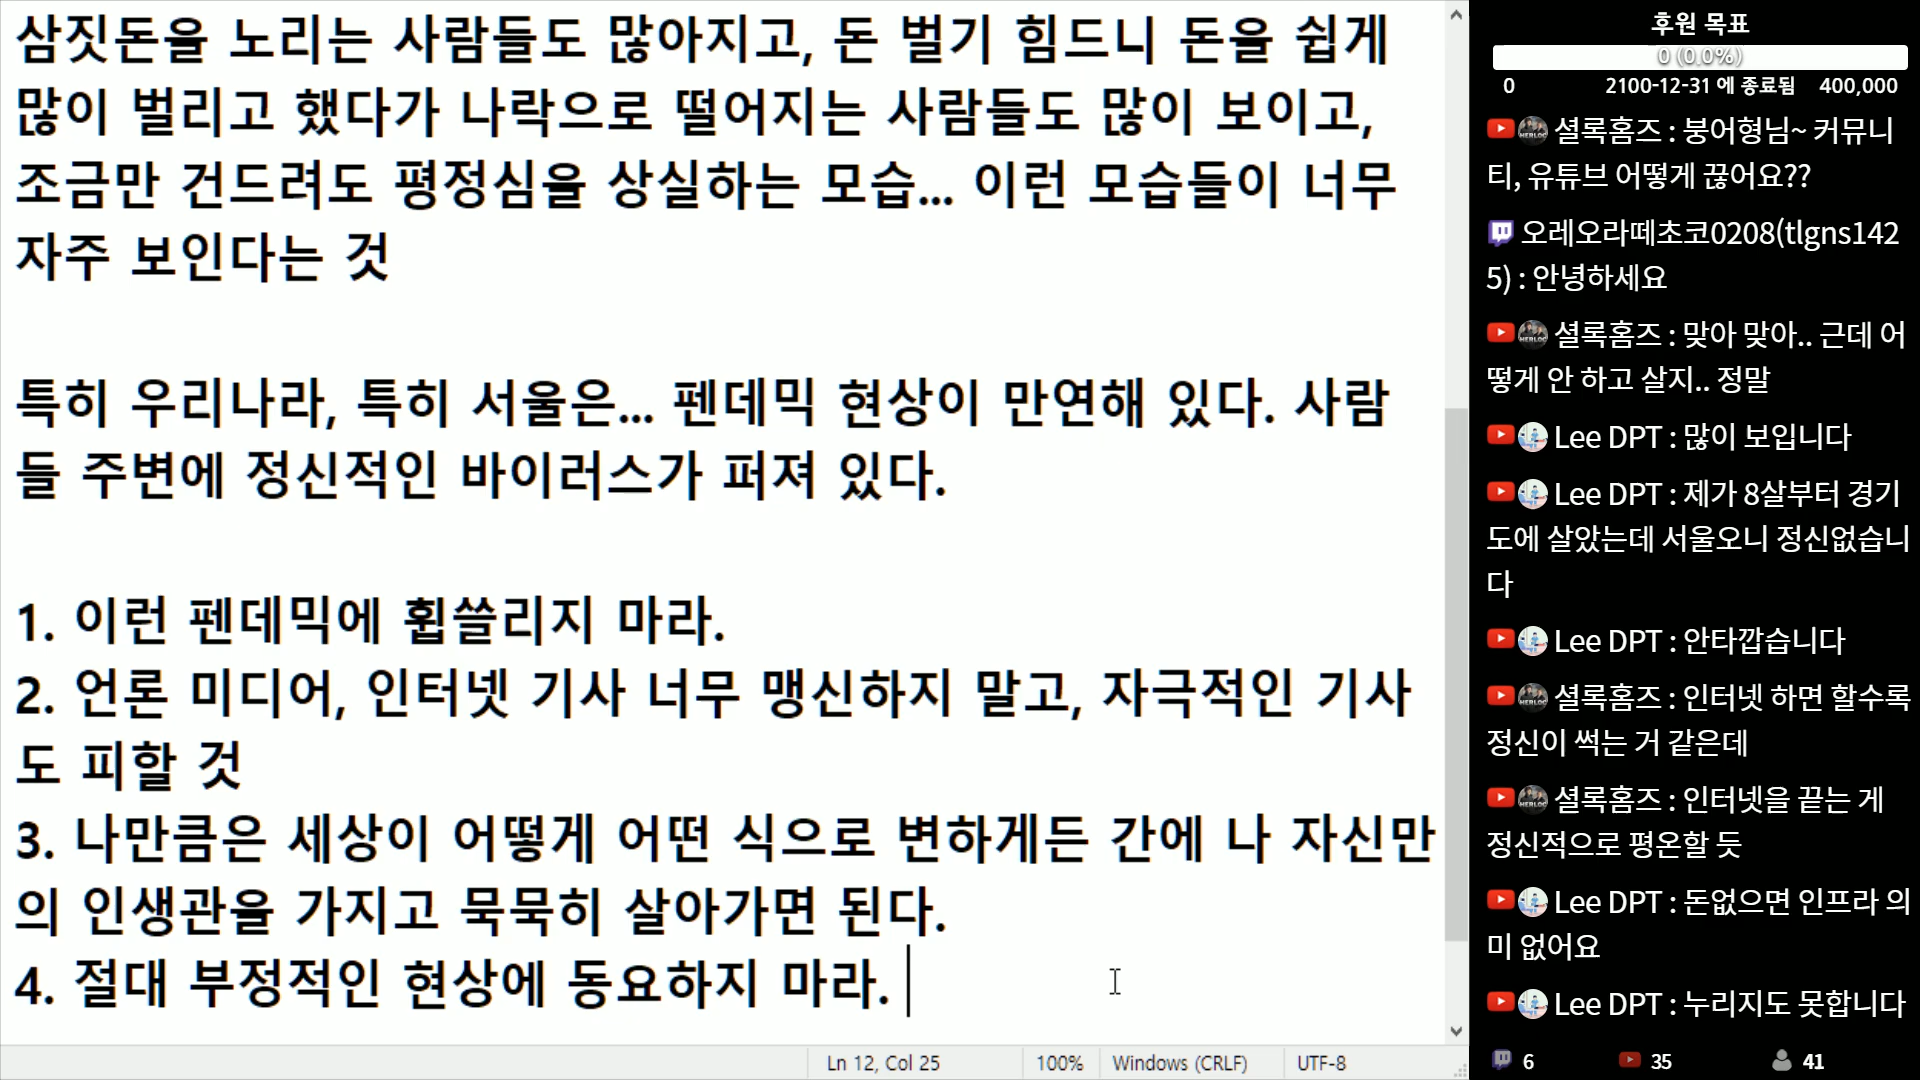 삼짓돈을 노리는 사람들도 많아지고, 돈 벌기 힘드니 돈을 쉽게
많이 벌리고 했다가 나락으로 떨어지는 사람들도 많이 보이고,
조금만 건드려도 평정심을 상실하는 모습... 이런 모습들이 너무
자주 보인다는 것
특히 우리나라, 특히 서울은... 펜데믹 현상이 만연해 있다. 사람
들 주변에 정신적인 바이러스가 퍼져 있다.
1. 이런 펜데믹에 휩쓸리지 마라.
2. 언론 미디어, 인터넷 기사 너무 맹신하지 말고, 자극적인 기사
도 피할 것
3. 나만큼은 세상이 어떻게 어떤 식으로 변하게든 간에 나 자신만
의 인생관을 가지고 묵묵히 살아가면 된다.
4. 절대 부정적인 현상에 동요하지 마라.
Ln 12, Col 25
100%
Windows (CRLF)
UTF-8
후원 목표
0 (0.0%)
0 2100-12-31 에 종료됨 400,000
셜록홈즈 : 붕어형님~ 커뮤니
티, 유튜브 어떻게 끊어요??
오레오라떼초코0208(tlgns142
5) : 안녕하세요
셜록홈즈 : 맞아 맞아.. 근데 어
떻게 안 하고 살지.. 정말
Lee DPT : 많이 보입니다
Lee DPT : 제가 8살부터 경기
도에 살았는데 서울오니 정신없습니
다
Lee DPT : 안타깝습니다
셜록홈즈 : 인터넷 하면 할수록
정신이 썩는 거 같은데
셜록홈즈 : 인터넷을 끝는 게
정신적으로 평온할 듯
Lee DPT : 돈없으면 인프라 의
미 없어요
Lee DPT : 누리지도 못합니다
6 35 41